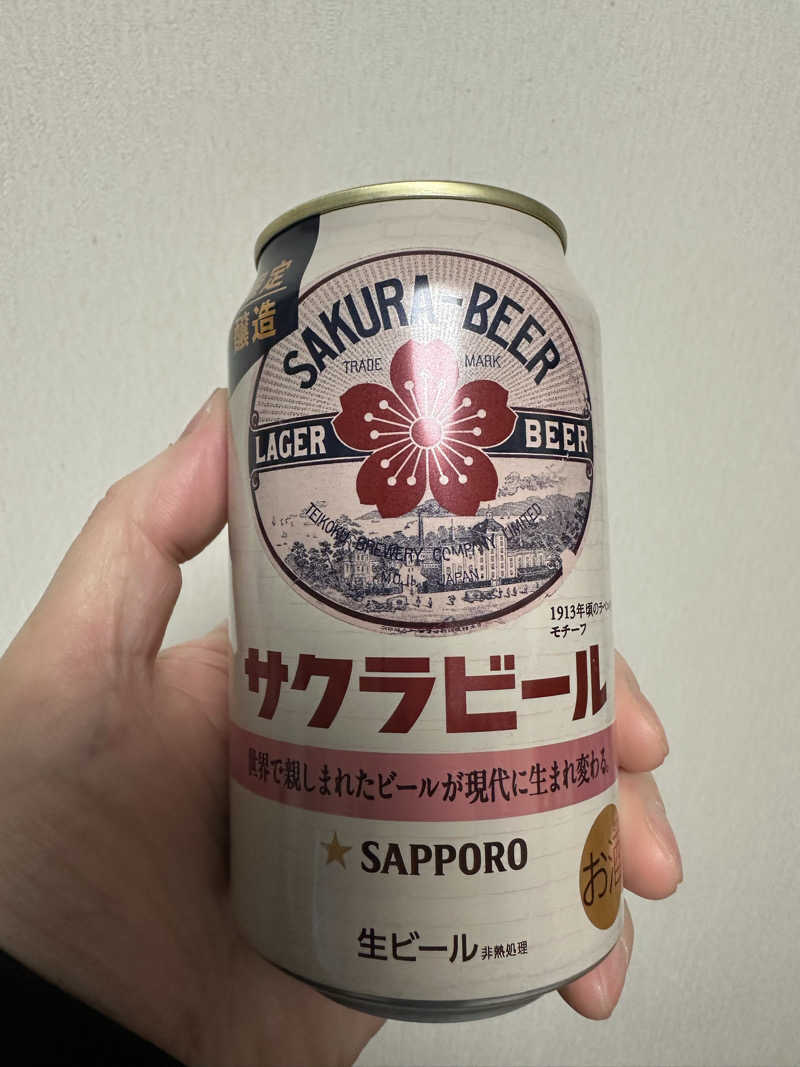 醸造
SAKURA-BEER
TRADE MARK
LAGER BEER
TEIKOKU BREWERY COMPANY LIMITED
MOJI, JAPAN
1913年頃の
モチーフ
サクラビール
世界で親しまれたビールが現代に生まれ変わる。
SAPPORO
お酒
生ビール 非熱処理